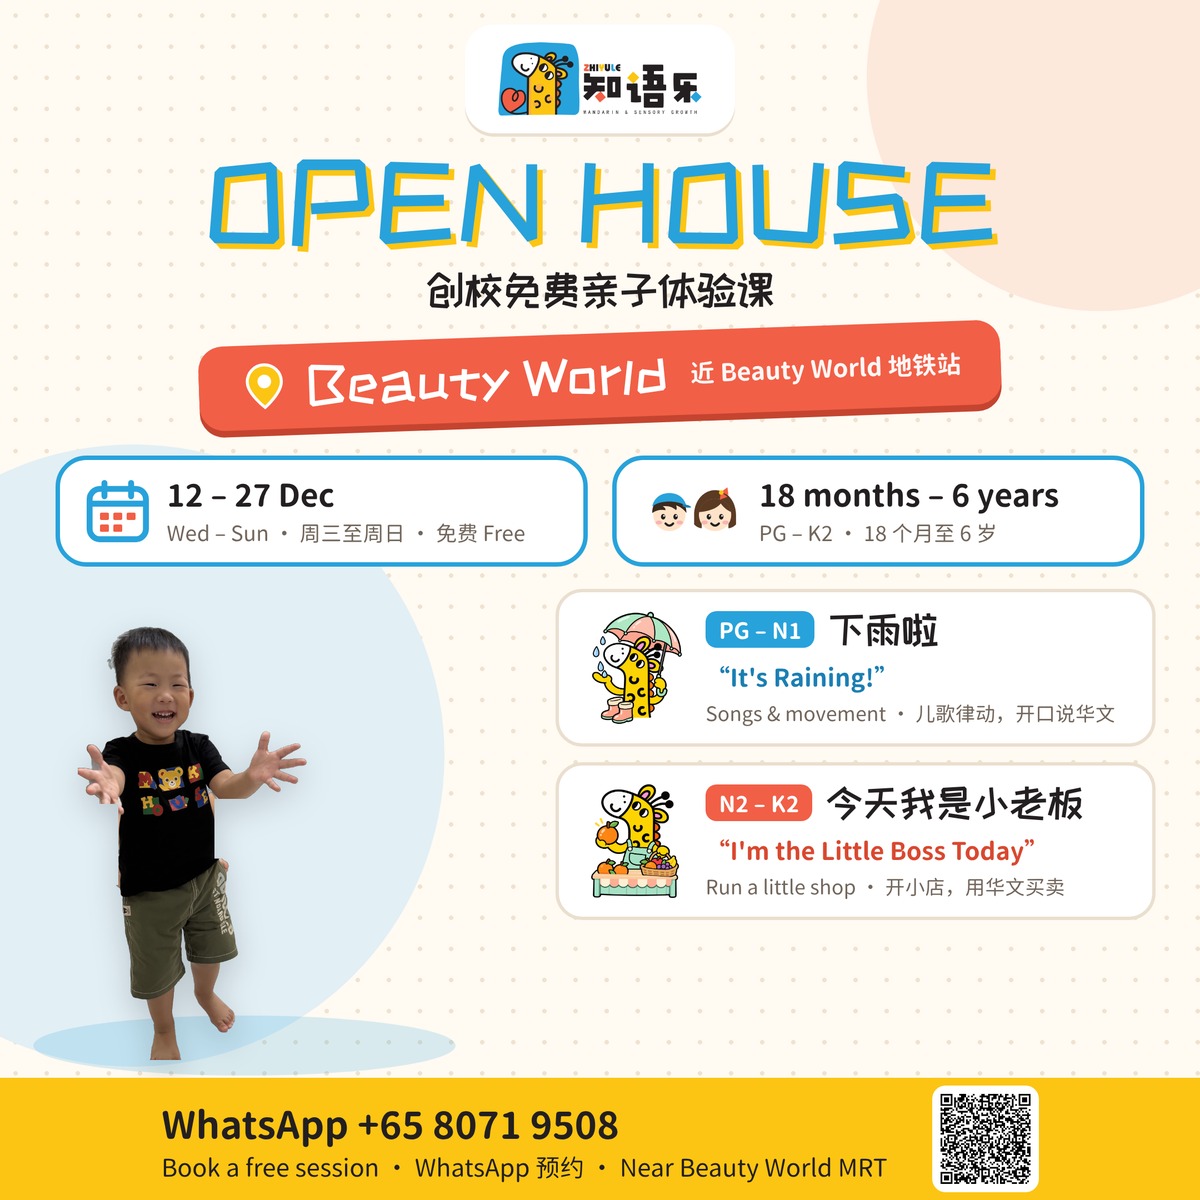 ZHIYULE
知语乐
MANDARIN & SENSORY GROWTH
OPEN HOUSE
创校免费亲子体验课
Beauty World 近 Beauty World 地铁站
12 – 27 Dec
Wed – Sun · 周三至周日 · 免费 Free
18 months – 6 years
PG – K2 · 18 个月至 6 岁
PG – N1 下雨啦
“It's Raining!”
Songs & movement · 儿歌律动，开口说华文
N2 – K2 今天我是小老板
“I'm the Little Boss Today”
Run a little shop · 开小店，用华文买卖
WhatsApp +65 8071 9508
Book a free session · WhatsApp 预约 · Near Beauty World MRT